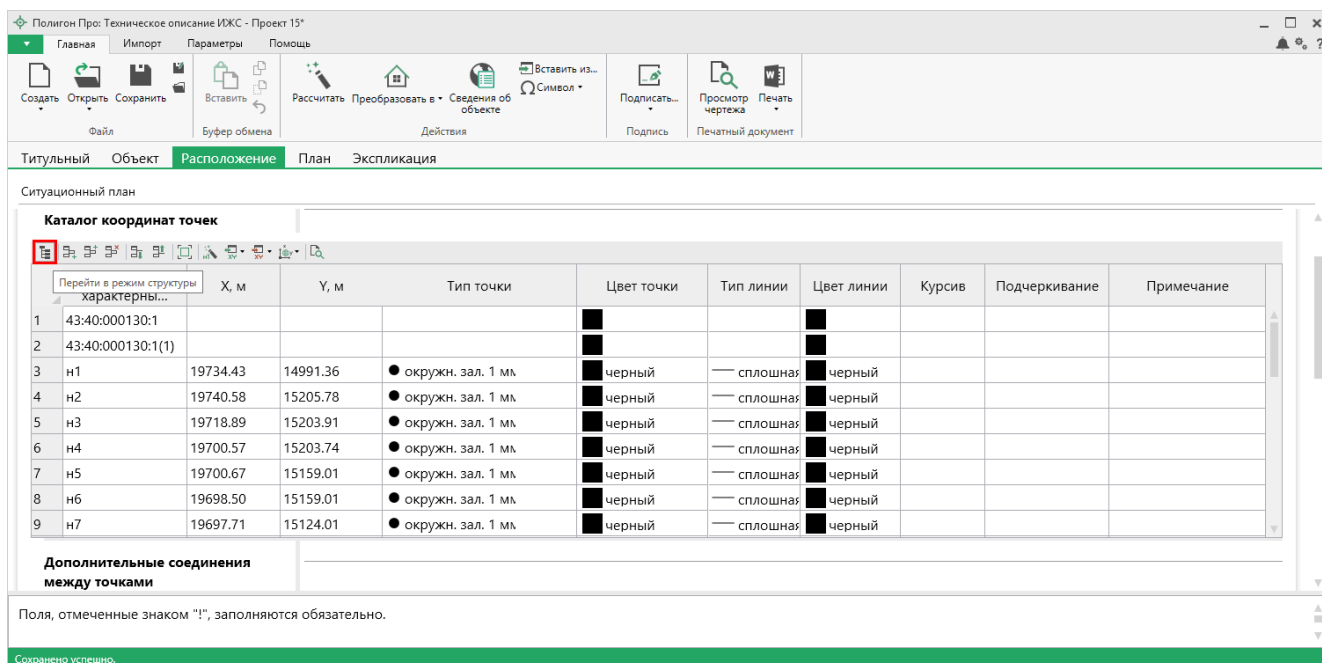 Полигон Про: Техническое описание ИЖС - Проект 15*
Главная Импорт Параметры Помощь
Создать Открыть Сохранить Вставить Рассчитать Преобразовать в Сведения об объекте Вставить из... Символ Подписать... Просмотр чертежа Печать
Файл Буфер обмена Действия Подпись Печатный документ
Титульный Объект Расположение План Экспликация
Ситуационный план
Каталог координат точек
Перейти в режим структуры
характерны... X, м Y, м Тип точки Цвет точки Тип линии Цвет линии Курсив Подчеркивание Примечание
1 43:40:000130:1
2 43:40:000130:1(1)
3 н1 19734.43 14991.36 окружн. зал. 1 мм черный сплошная черный
4 н2 19740.58 15205.78 окружн. зал. 1 мм черный сплошная черный
5 н3 19718.89 15203.91 окружн. зал. 1 мм черный сплошная черный
6 н4 19700.57 15203.74 окружн. зал. 1 мм черный сплошная черный
7 н5 19700.67 15159.01 окружн. зал. 1 мм черный сплошная черный
8 н6 19698.50 15159.01 окружн. зал. 1 мм черный сплошная черный
9 н7 19697.71 15124.01 окружн. зал. 1 мм черный сплошная черный
Дополнительные соединения
между точками
Поля, отмеченные знаком "!", заполняются обязательно.
Сохранено успешно.